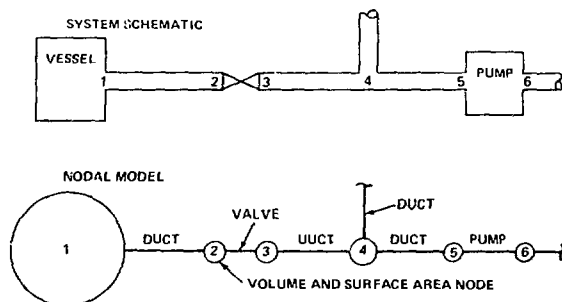 SYSTEM SCHEMATIC
VESSEL
PUMP
1 2 3 4 5 6
NODAL MODEL
DUCT
VALVE
DUCT
1 DUCT 2 3 UUCT 4 DUCT 5 PUMP 6
VOLUME AND SURFACE AREA NODE